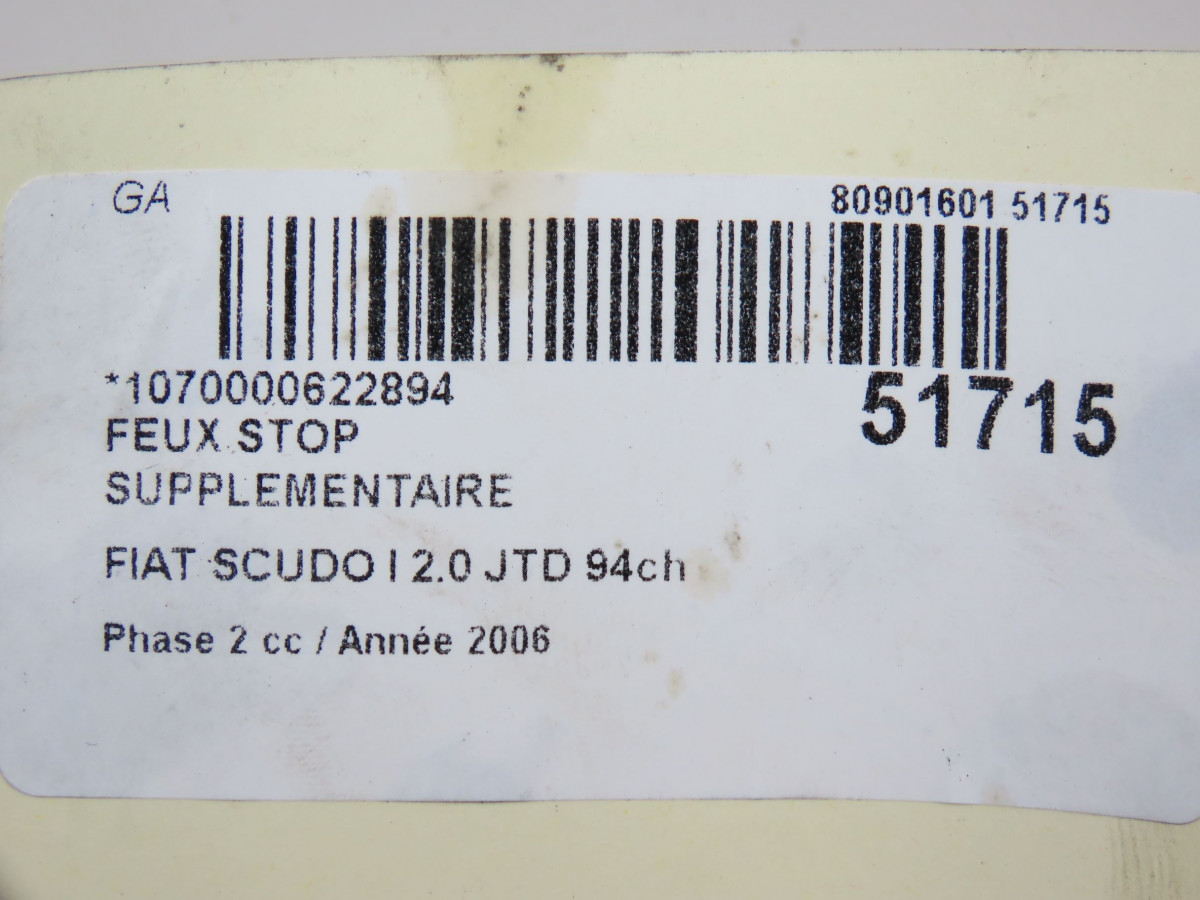 GA
80901601 51715
*1070000622894
51715
FEUX STOP
SUPPLEMENTAIRE
FIAT SCUDO I 2.0 JTD 94ch
Phase 2 cc / Année 2006